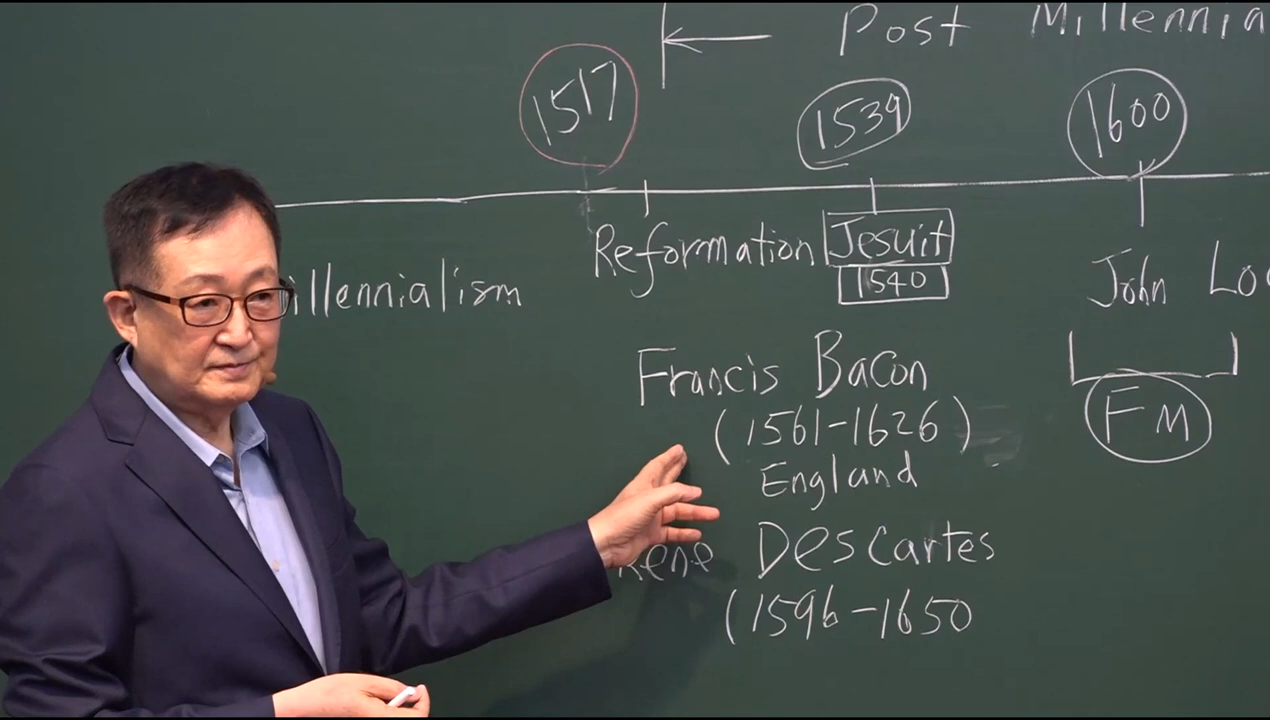 Post Millennia
1517
1539
1600
Reformation
Jesuit
1540
John Lo
illennialism
Francis Bacon
(1561-1626)
England
FM
Rene Descartes
(1596-1650